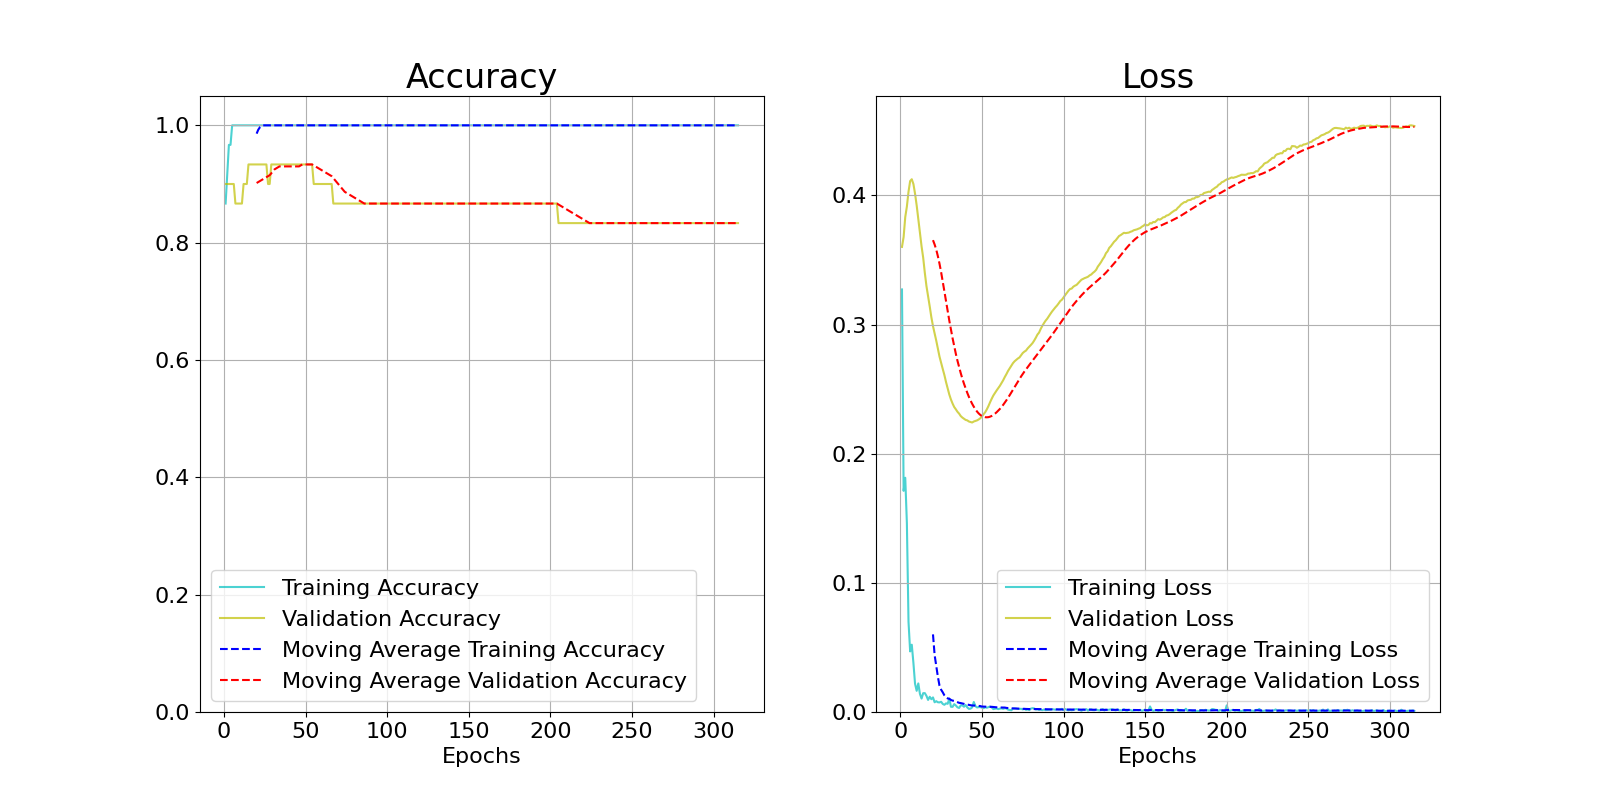 Accuracy
1.0
0.8
0.6
0.4
0.2
0.0
0 50 100 150 200 250 300
Epochs
Training Accuracy
Validation Accuracy
Moving Average Training Accuracy
Moving Average Validation Accuracy
Loss
0.4
0.3
0.2
0.1
0.0
0 50 100 150 200 250 300
Epochs
Training Loss
Validation Loss
Moving Average Training Loss
Moving Average Validation Loss